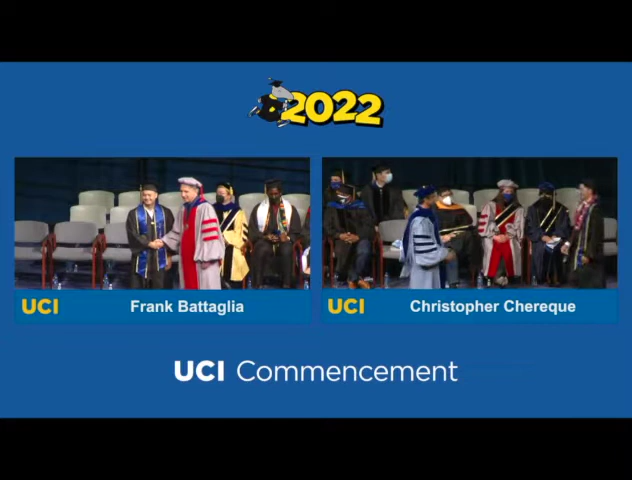 2022
UCI Frank Battaglia
UCI Christopher Chereque
UCI Commencement